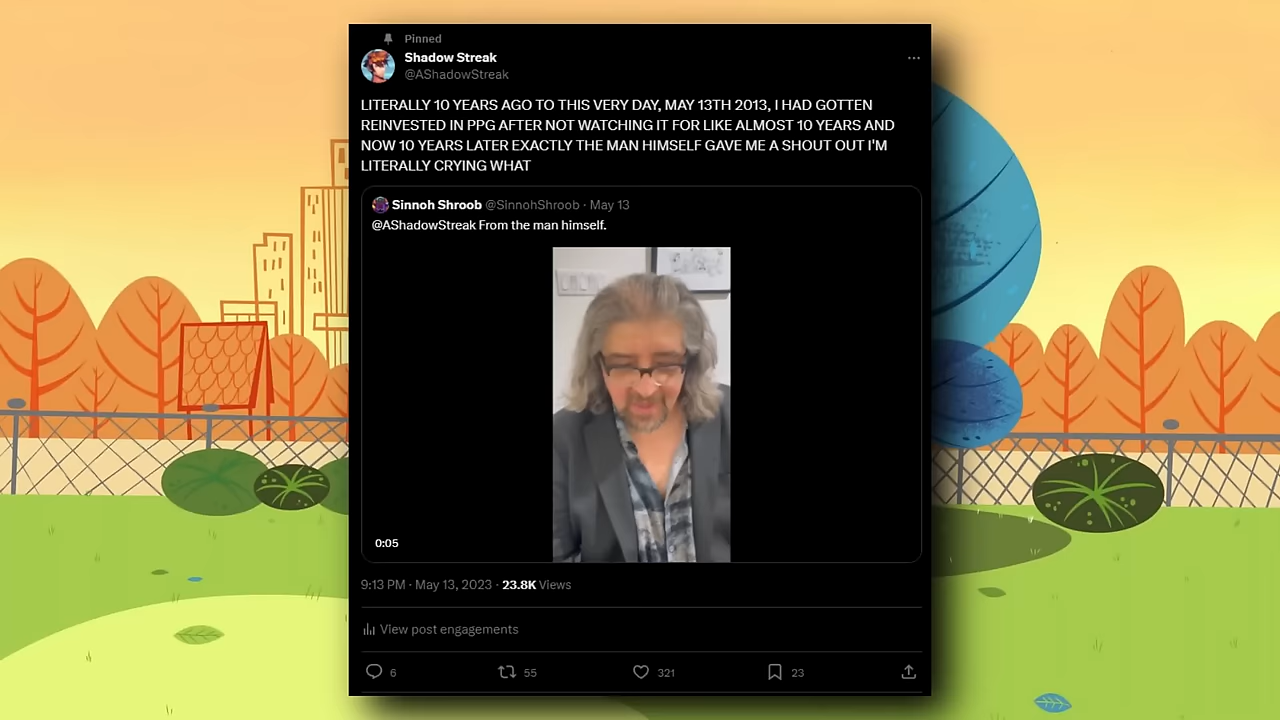 Pinned
Shadow Streak
@AShadowStreak
LITERALLY 10 YEARS AGO TO THIS VERY DAY, MAY 13TH 2013, I HAD GOTTEN
REINVESTED IN PPG AFTER NOT WATCHING IT FOR LIKE ALMOST 10 YEARS AND
NOW 10 YEARS LATER EXACTLY THE MAN HIMSELF GAVE ME A SHOUT OUT I'M
LITERALLY CRYING WHAT
Sinnoh Shroob @SinnohShroob · May 13
@AShadowStreak From the man himself.
0:05
9:13 PM · May 13, 2023 · 23.8K Views
View post engagements
6 55 321 23